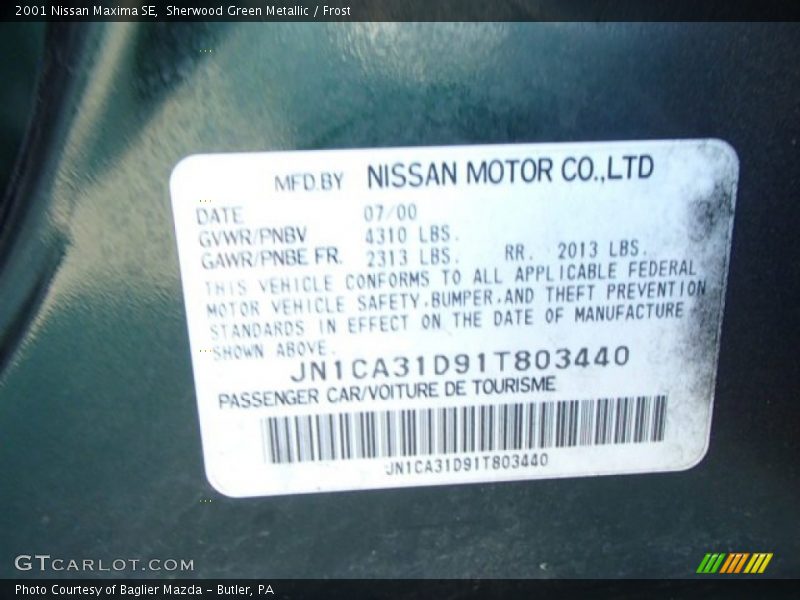 2001 Nissan Maxima SE, Sherwood Green Metallic / Frost
MFD.BY NISSAN MOTOR CO.,LTD
DATE 07/00
GVWR/PNBV 4310 LBS.
GAWR/PNBE FR. 2313 LBS. RR. 2013 LBS.
THIS VEHICLE CONFORMS TO ALL APPLICABLE FEDERAL
MOTOR VEHICLE SAFETY,BUMPER,AND THEFT PREVENTION
STANDARDS IN EFFECT ON THE DATE OF MANUFACTURE
SHOWN ABOVE.
JN1CA31D91T803440
PASSENGER CAR/VOITURE DE TOURISME
JN1CA31D91T803440
GTCARLOT.COM
Photo Courtesy of Baglier Mazda - Butler, PA